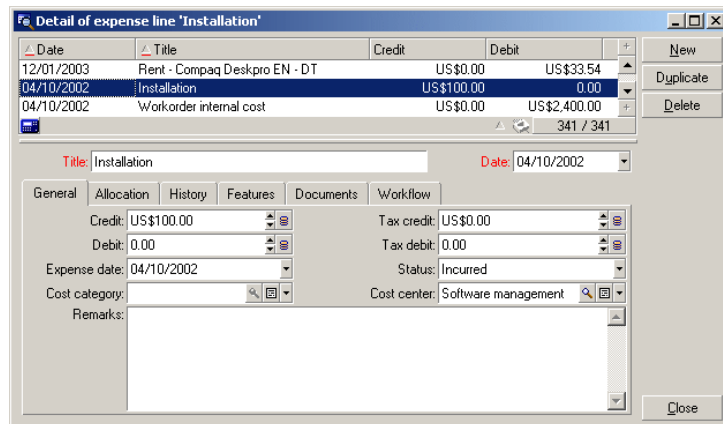 Detail of expense line 'Installation'
Date Title Credit Debit
12/01/2003 Rent - Compaq Deskpro EN - DT US$0.00 US$33.54
04/10/2002 Installation US$100.00 0.00
04/10/2002 Workorder internal cost US$0.00 US$2,400.00
341 / 341
New
Duplicate
Delete
Title: Installation Date: 04/10/2002
General Allocation History Features Documents Workflow
Credit: US$100.00 Tax credit: US$0.00
Debit: 0.00 Tax debit: 0.00
Expense date: 04/10/2002 Status: Incurred
Cost category: Cost center: Software management
Remarks:
Close